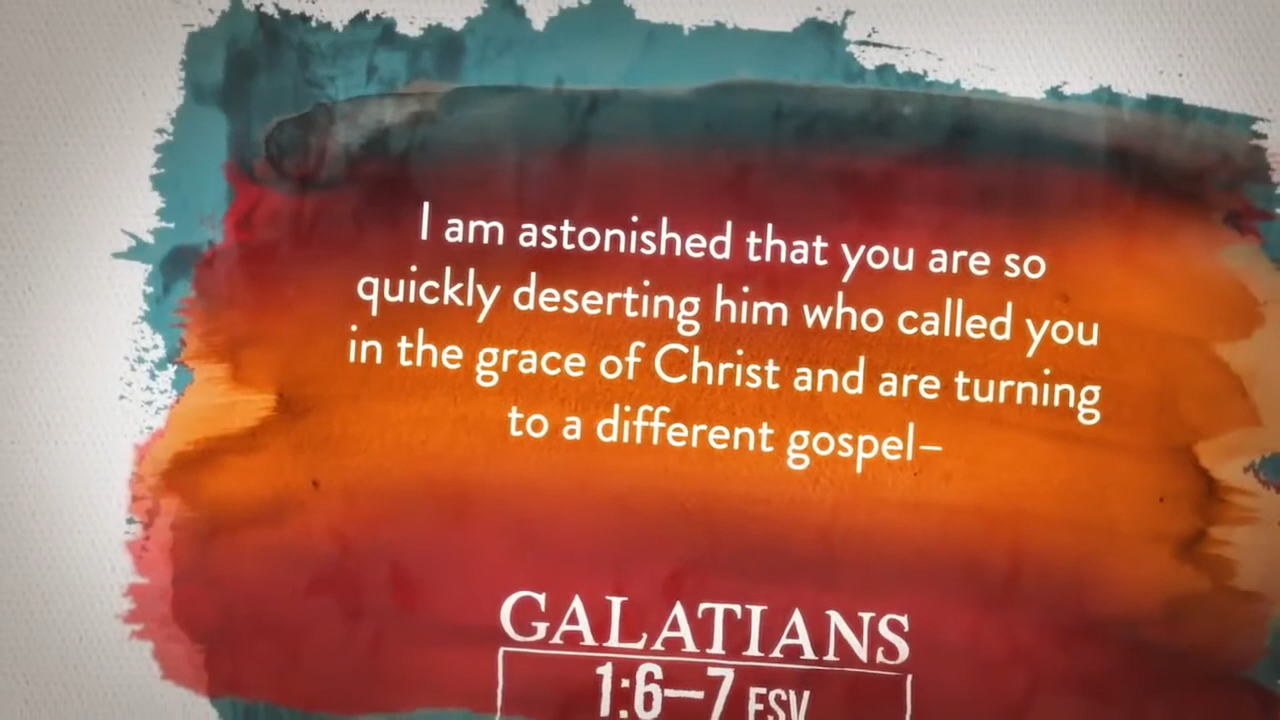 I am astonished that you are so
quickly deserting him who called you
in the grace of Christ and are turning
to a different gospel—
GALATIANS
1:6—7 ESV